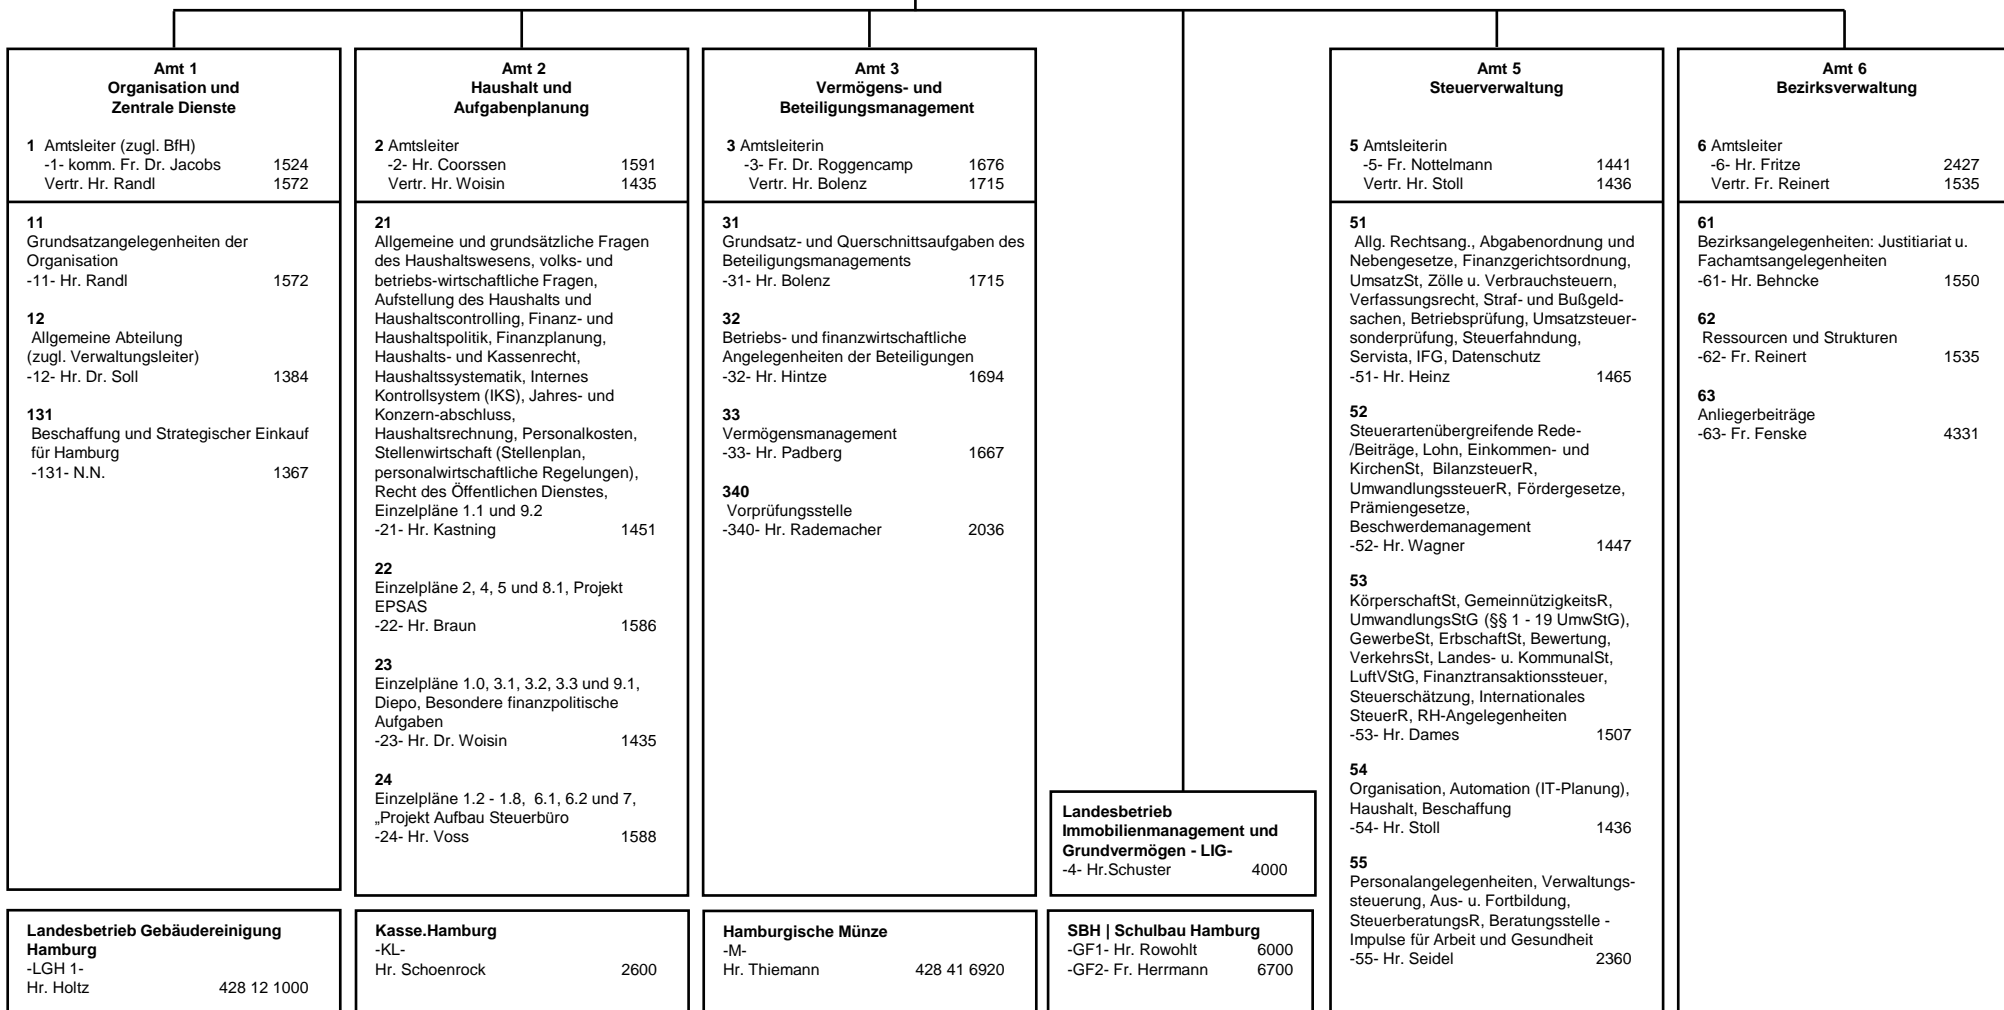 Amt 1
Organisation und
Zentrale Dienste
1 Amtsleiter (zugl. BfH)
-1- komm. Fr. Dr. Jacobs 1524
Vertr. Hr. Randl 1572
11
Grundsatzangelegenheiten der
Organisation
-11- Hr. Randl 1572
12
Allgemeine Abteilung
(zugl. Verwaltungsleiter)
-12- Hr. Dr. Soll 1384
131
Beschaffung und Strategischer Einkauf
für Hamburg
-131- N.N. 1367
Landesbetrieb Gebäudereinigung
Hamburg
-LGH 1-
Hr. Holtz 428 12 1000
Amt 2
Haushalt und
Aufgabenplanung
2 Amtsleiter
-2- Hr. Coorssen 1591
Vertr. Hr. Woisin 1435
21
Allgemeine und grundsätzliche Fragen
des Haushaltswesens, volks- und
betriebs-wirtschaftliche Fragen,
Aufstellung des Haushalts und
Haushaltscontrolling, Finanz- und
Haushaltspolitik, Finanzplanung,
Haushalts- und Kassenrecht,
Haushaltssystematik, Internes
Kontrollsystem (IKS), Jahres- und
Konzern-abschluss,
Haushaltsrechnung, Personalkosten,
Stellenwirtschaft (Stellenplan,
personalwirtschaftliche Regelungen),
Recht des Öffentlichen Dienstes,
Einzelpläne 1.1 und 9.2
-21- Hr. Kastning 1451
22
Einzelpläne 2, 4, 5 und 8.1, Projekt
EPSAS
-22- Hr. Braun 1586
23
Einzelpläne 1.0, 3.1, 3.2, 3.3 und 9.1,
Diepo, Besondere finanzpolitische
Aufgaben
-23- Hr. Dr. Woisin 1435
24
Einzelpläne 1.2 - 1.8, 6.1, 6.2 und 7,
„Projekt Aufbau Steuerbüro
-24- Hr. Voss 1588
Kasse.Hamburg
-KL-
Hr. Schoenrock 2600
Amt 3
Vermögens- und
Beteiligungsmanagement
3 Amtsleiterin
-3- Fr. Dr. Roggencamp 1676
Vertr. Hr. Bolenz 1715
31
Grundsatz- und Querschnittsaufgaben des
Beteiligungsmanagements
-31- Hr. Bolenz 1715
32
Betriebs- und finanzwirtschaftliche
Angelegenheiten der Beteiligungen
-32- Hr. Hintze 1694
33
Vermögensmanagement
-33- Hr. Padberg 1667
340
Vorprüfungsstelle
-340- Hr. Rademacher 2036
Hamburgische Münze
-M-
Hr. Thiemann 428 41 6920
Landesbetrieb
Immobilienmanagement und
Grundvermögen - LIG-
-4- Hr.Schuster 4000
SBH | Schulbau Hamburg
-GF1- Hr. Rowohlt 6000
-GF2- Fr. Herrmann 6700
Amt 5
Steuerverwaltung
5 Amtsleiterin
-5- Fr. Nottelmann 1441
Vertr. Hr. Stoll 1436
51
Allg. Rechtsang., Abgabenordnung und
Nebengesetze, Finanzgerichtsordnung,
UmsatzSt, Zölle u. Verbrauchsteuern,
Verfassungsrecht, Straf- und Bußgeld-
sachen, Betriebsprüfung, Umsatzsteuer-
sonderprüfung, Steuerfahndung,
Servista, IFG, Datenschutz
-51- Hr. Heinz 1465
52
Steuerartenübergreifende Rede-
/Beiträge, Lohn, Einkommen- und
KirchenSt, BilanzsteuerR,
UmwandlungssteuerR, Fördergesetze,
Prämiengesetze,
Beschwerdemanagement
-52- Hr. Wagner 1447
53
KörperschaftSt, GemeinnützigkeitsR,
UmwandlungsStG (§§ 1 - 19 UmwStG),
GewerbeSt, ErbschaftSt, Bewertung,
VerkehrsSt, Landes- u. KommunalSt,
LuftVStG, Finanztransaktionssteuer,
Steuerschätzung, Internationales
SteuerR, RH-Angelegenheiten
-53- Hr. Dames 1507
54
Organisation, Automation (IT-Planung),
Haushalt, Beschaffung
-54- Hr. Stoll 1436
55
Personalangelegenheiten, Verwaltungs-
steuerung, Aus- u. Fortbildung,
SteuerberatungsR, Beratungsstelle -
Impulse für Arbeit und Gesundheit
-55- Hr. Seidel 2360
Amt 6
Bezirksverwaltung
6 Amtsleiter
-6- Hr. Fritze 2427
Vertr. Fr. Reinert 1535
61
Bezirksangelegenheiten: Justitiariat u.
Fachamtsangelegenheiten
-61- Hr. Behncke 1550
62
Ressourcen und Strukturen
-62- Fr. Reinert 1535
63
Anliegerbeiträge
-63- Fr. Fenske 4331